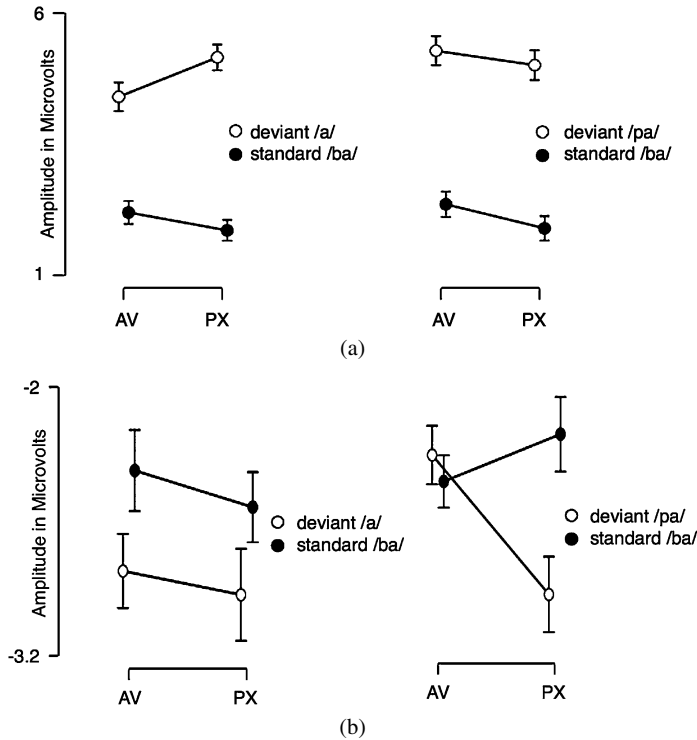 6
Amplitude in Microvolts
1
deviant /a/
standard /ba/
AV PX
deviant /pa/
standard /ba/
AV PX
(a)
-2
Amplitude in Microvolts
-3.2
deviant /a/
standard /ba/
AV PX
deviant /pa/
standard /ba/
AV PX
(b)